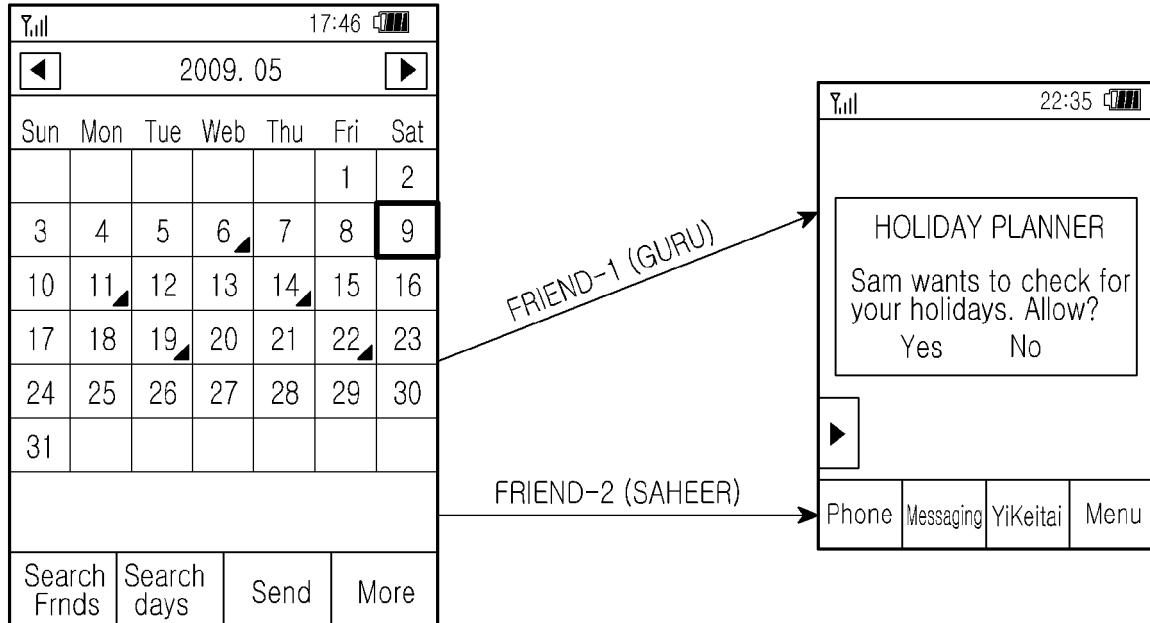 17:46
2009. 05
Sun Mon Tue Web Thu Fri Sat
1 2
3 4 5 6 7 8 9
10 11 12 13 14 15 16
17 18 19 20 21 22 23
24 25 26 27 28 29 30
31
Search Frnds
Search days
Send
More
FRIEND-1 (GURU)
FRIEND-2 (SAHEER)
22:35
HOLIDAY PLANNER
Sam wants to check for
your holidays. Allow?
Yes No
Phone Messaging YiKeitai Menu